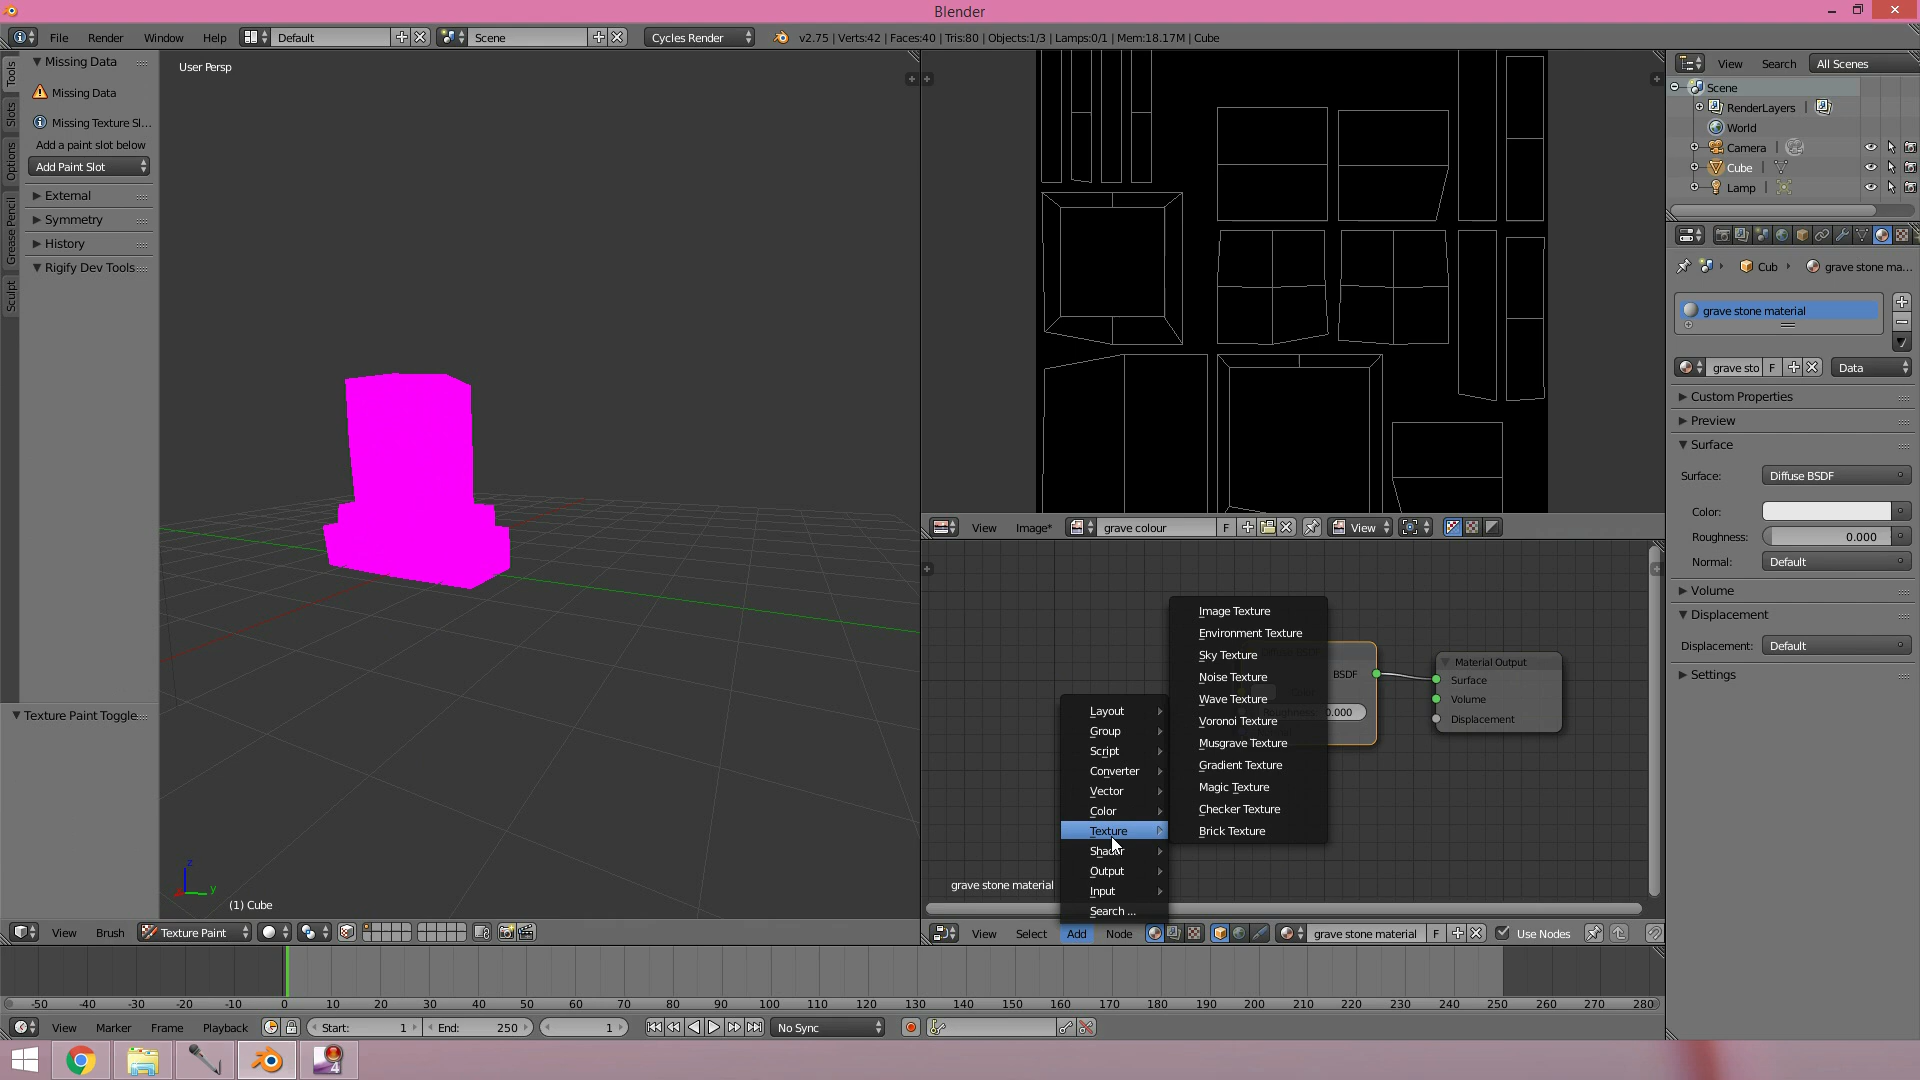 Blender
File Render Window Help Default Scene Cycles Render v2.75 | Verts:42 | Faces:40 | Tris:80 | Objects:1/3 | Lamps:0/1 | Mem:18.17M | Cube
Tools
Slots
Options
Grease Pencil
Sculpt
Missing Data
Missing Data
Missing Texture Sl...
Add a paint slot below
Add Paint Slot
External
Symmetry
History
Rigify Dev Tools
Texture Paint Toggle
User Persp
z
y
x
(1) Cube
View Brush Texture Paint
View Image* grave colour F View
Layout
Group
Script
Converter
Vector
Color
Texture
Shader
Output
Input
Search ...
Image Texture
Environment Texture
Sky Texture
Noise Texture
Wave Texture
Voronoi Texture
Musgrave Texture
Gradient Texture
Magic Texture
Checker Texture
Brick Texture
BSDF
0.000
Material Output
Surface
Volume
Displacement
grave stone material
View Select Add Node grave stone material F Use Nodes
View Search All Scenes
Scene
RenderLayers
World
Camera
Cube
Lamp
Cub grave stone ma...
grave stone material
grave sto F Data
Custom Properties
Preview
Surface
Surface: Diffuse BSDF
Color:
Roughness: 0.000
Normal: Default
Volume
Displacement
Displacement: Default
Settings
-50 -40 -30 -20 -10 0 10 20 30 40 50 60 70 80 90 100 110 120 130 140 150 160 170 180 190 200 210 220 230 240 250 260 270 280
View Marker Frame Playback Start: 1 End: 250 1 No Sync
4